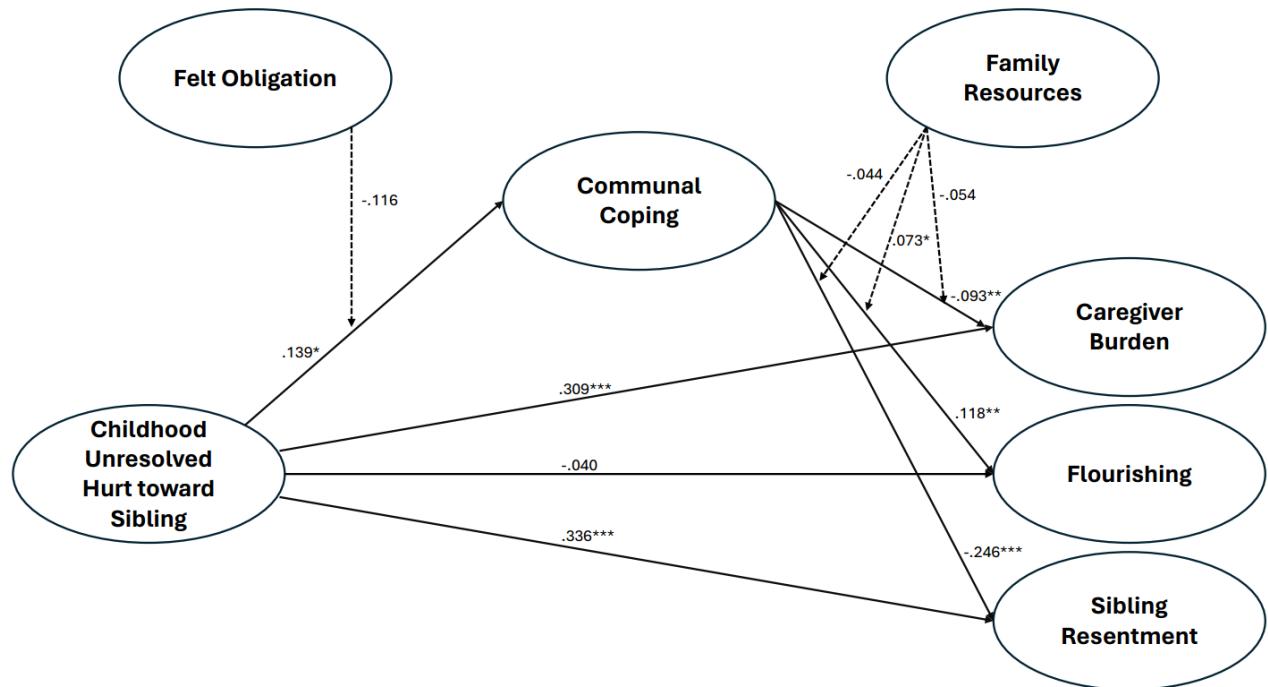 Felt Obligation
Family
Resources
-.116
-.044
-.054
.073*
Communal
Coping
-.093**
Caregiver
Burden
.139*
.309***
.118**
Childhood
Unresolved
Hurt toward
Sibling
-.040
Flourishing
.336***
-.246***
Sibling
Resentment